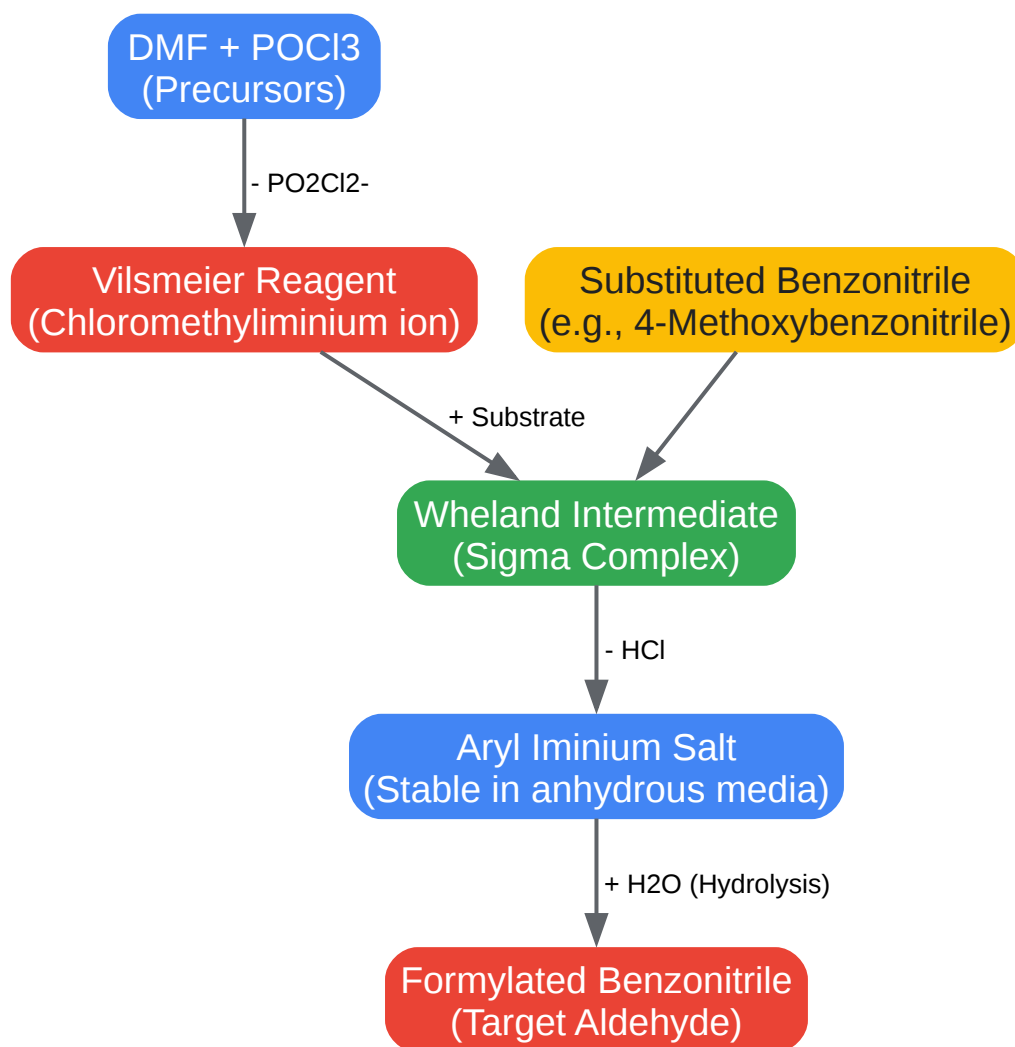 DMF + POCl3
(Precursors)
- PO2Cl2-
Vilsmeier Reagent
(Chloromethyliminium ion)
Substituted Benzonitrile
(e.g., 4-Methoxybenzonitrile)
+ Substrate
Wheland Intermediate
(Sigma Complex)
- HCl
Aryl Iminium Salt
(Stable in anhydrous media)
+ H2O (Hydrolysis)
Formylated Benzonitrile
(Target Aldehyde)